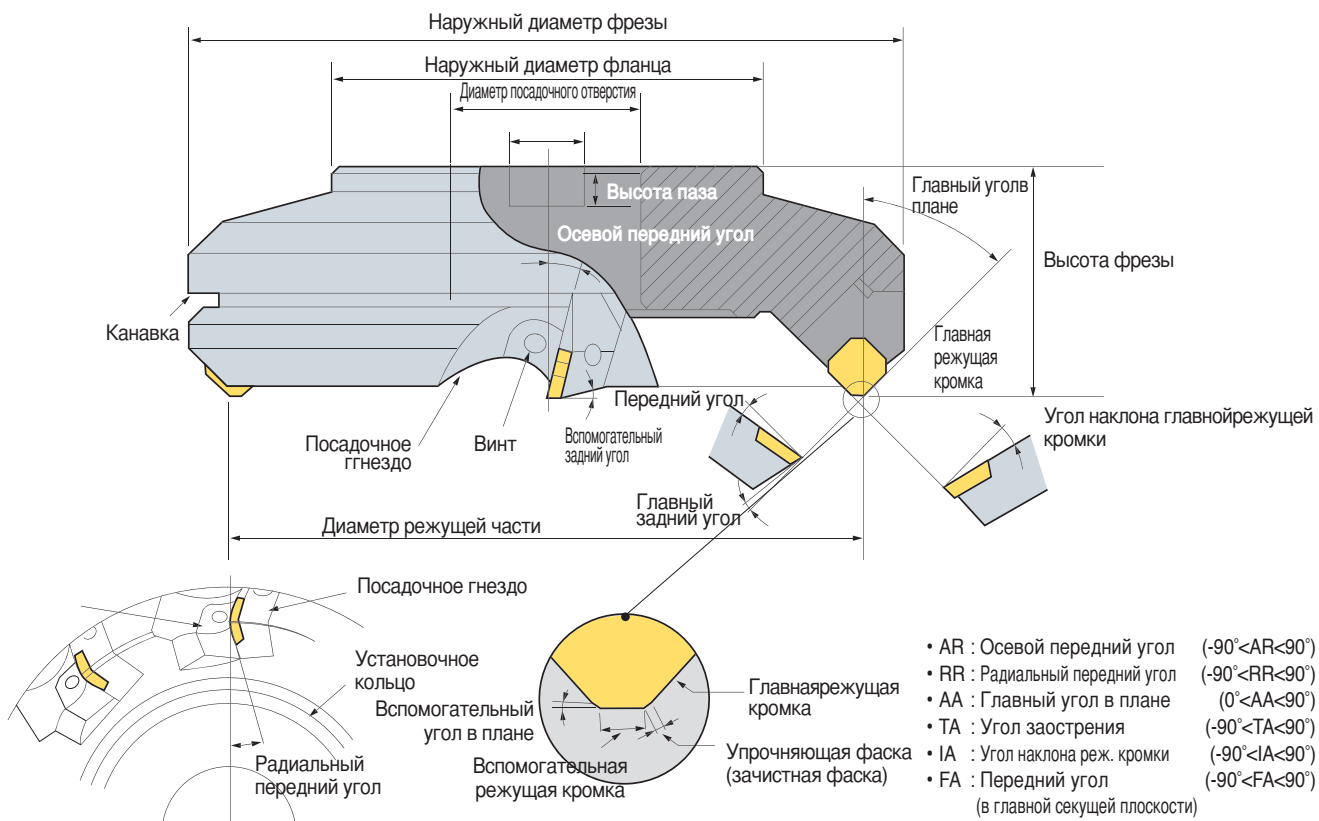 Наружный диаметр фрезы
Наружный диаметр фланца
Диаметр посадочного отверстия
Высота паза
Осевой передний угол
Главный уголв
плане
Высота фрезы
Канавка
Главная
режущая
кромка
Передний угол
Угол наклона главнойрежущей
кромки
Посадочное
ггнездо
Винт
Вспомогательный
задний угол
Главный
задний угол
Диаметр режущей части
Посадочное гнездо
Установочное
кольцо
Вспомогательный
угол в плане
Главнаярежущая
кромка
Упрочняющая фаска
(зачистная фаска)
Вспомогательная
режущая кромка
Радиальный
передний угол
• AR : Осевой передний угол (-90°<AR<90°)
• RR : Радиальный передний угол (-90°<RR<90°)
• AA : Главный угол в плане (0°<AA<90°)
• TA : Угол заострения (-90°<TA<90°)
• IA : Угол наклона реж. кромки (-90°<IA<90°)
• FA : Передний угол (-90°<FA<90°)
(в главной секущей плоскости)